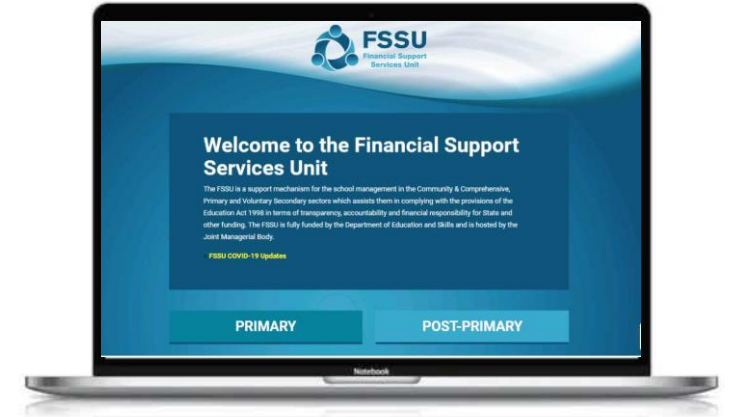 FSSU
Financial Support
Services Unit
Welcome to the Financial Support
Services Unit
The FSSU is a support mechanism for the school management in the Community & Comprehensive,
Primary and Voluntary Secondary sectors which assists them in complying with the provisions of the
Education Act 1998 in terms of transparency, accountability and financial responsibility for State and
other funding. The FSSU is fully funded by the Department of Education and Skills and is hosted by the
Joint Managerial Body.
FSSU COVID-19 Updates
PRIMARY
POST-PRIMARY
Notebook